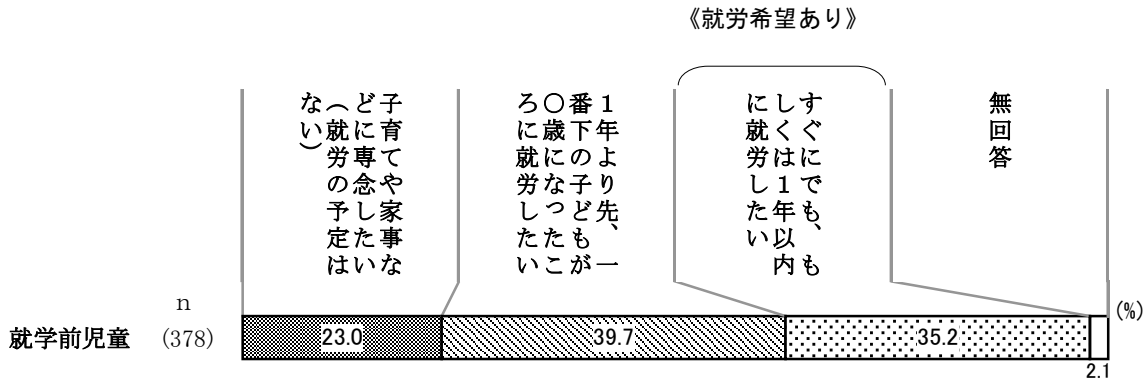 《就労希望あり》
子育てや家事な
どに専念したい
（就労の予定は
ない）
１年より先、一
番下の子どもが
○歳になったこ
ろに就労したい
すぐにでも、も
しくは１年以内
に就労したい
無回答
n
(%)
就学前児童 (378)
23.0
39.7
35.2
2.1